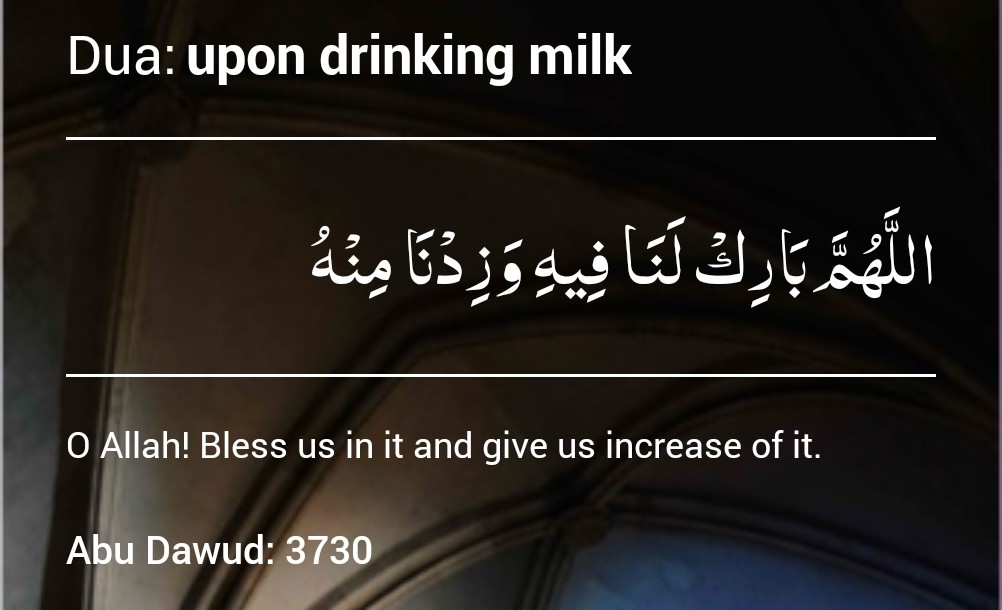 Dua: upon drinking milk
اللَّهُمَّ بَارِكْ لَنَا فِيهِ وَزِدْنَا مِنْهُ
O Allah! Bless us in it and give us increase of it.
Abu Dawud: 3730